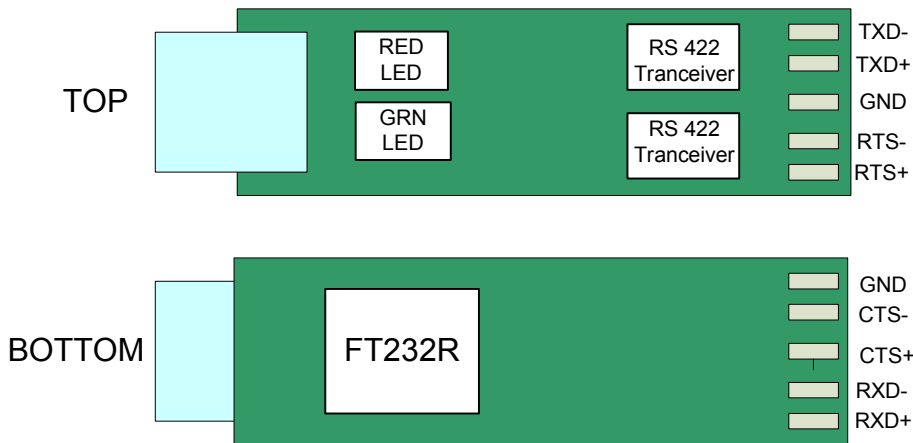 TOP
RED
LED
GRN
LED
RS 422
Tranceiver
RS 422
Tranceiver
TXD-
TXD+
GND
RTS-
RTS+
BOTTOM
FT232R
GND
CTS-
CTS+
RXD-
RXD+